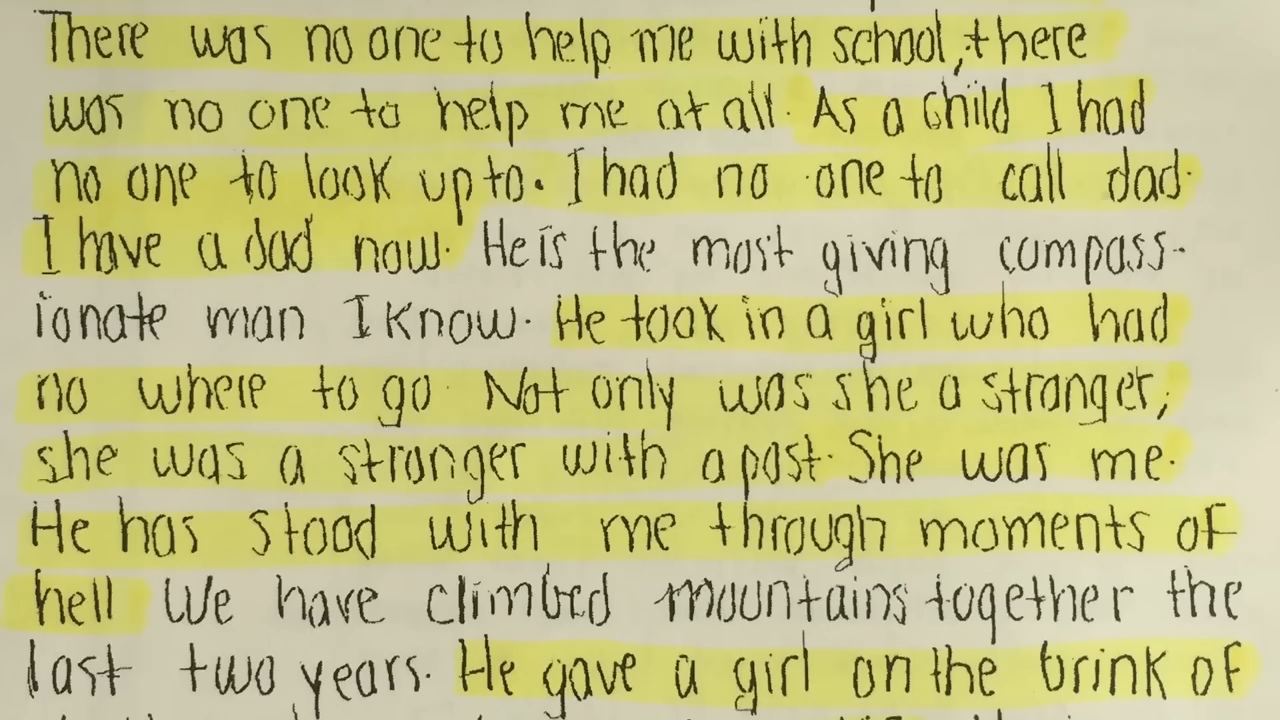 There was no one to help me with school, there
was no one to help me at all. As a child I had
no one to look up to. I had no one to call dad.
I have a dad now. He is the most giving compass-
ionate man I know. He took in a girl who had
no where to go. Not only was she a stranger,
she was a stranger with a past. She was me.
He has stood with me through moments of
hell We have climbed mountains together the
last two years. He gave a girl on the brink of